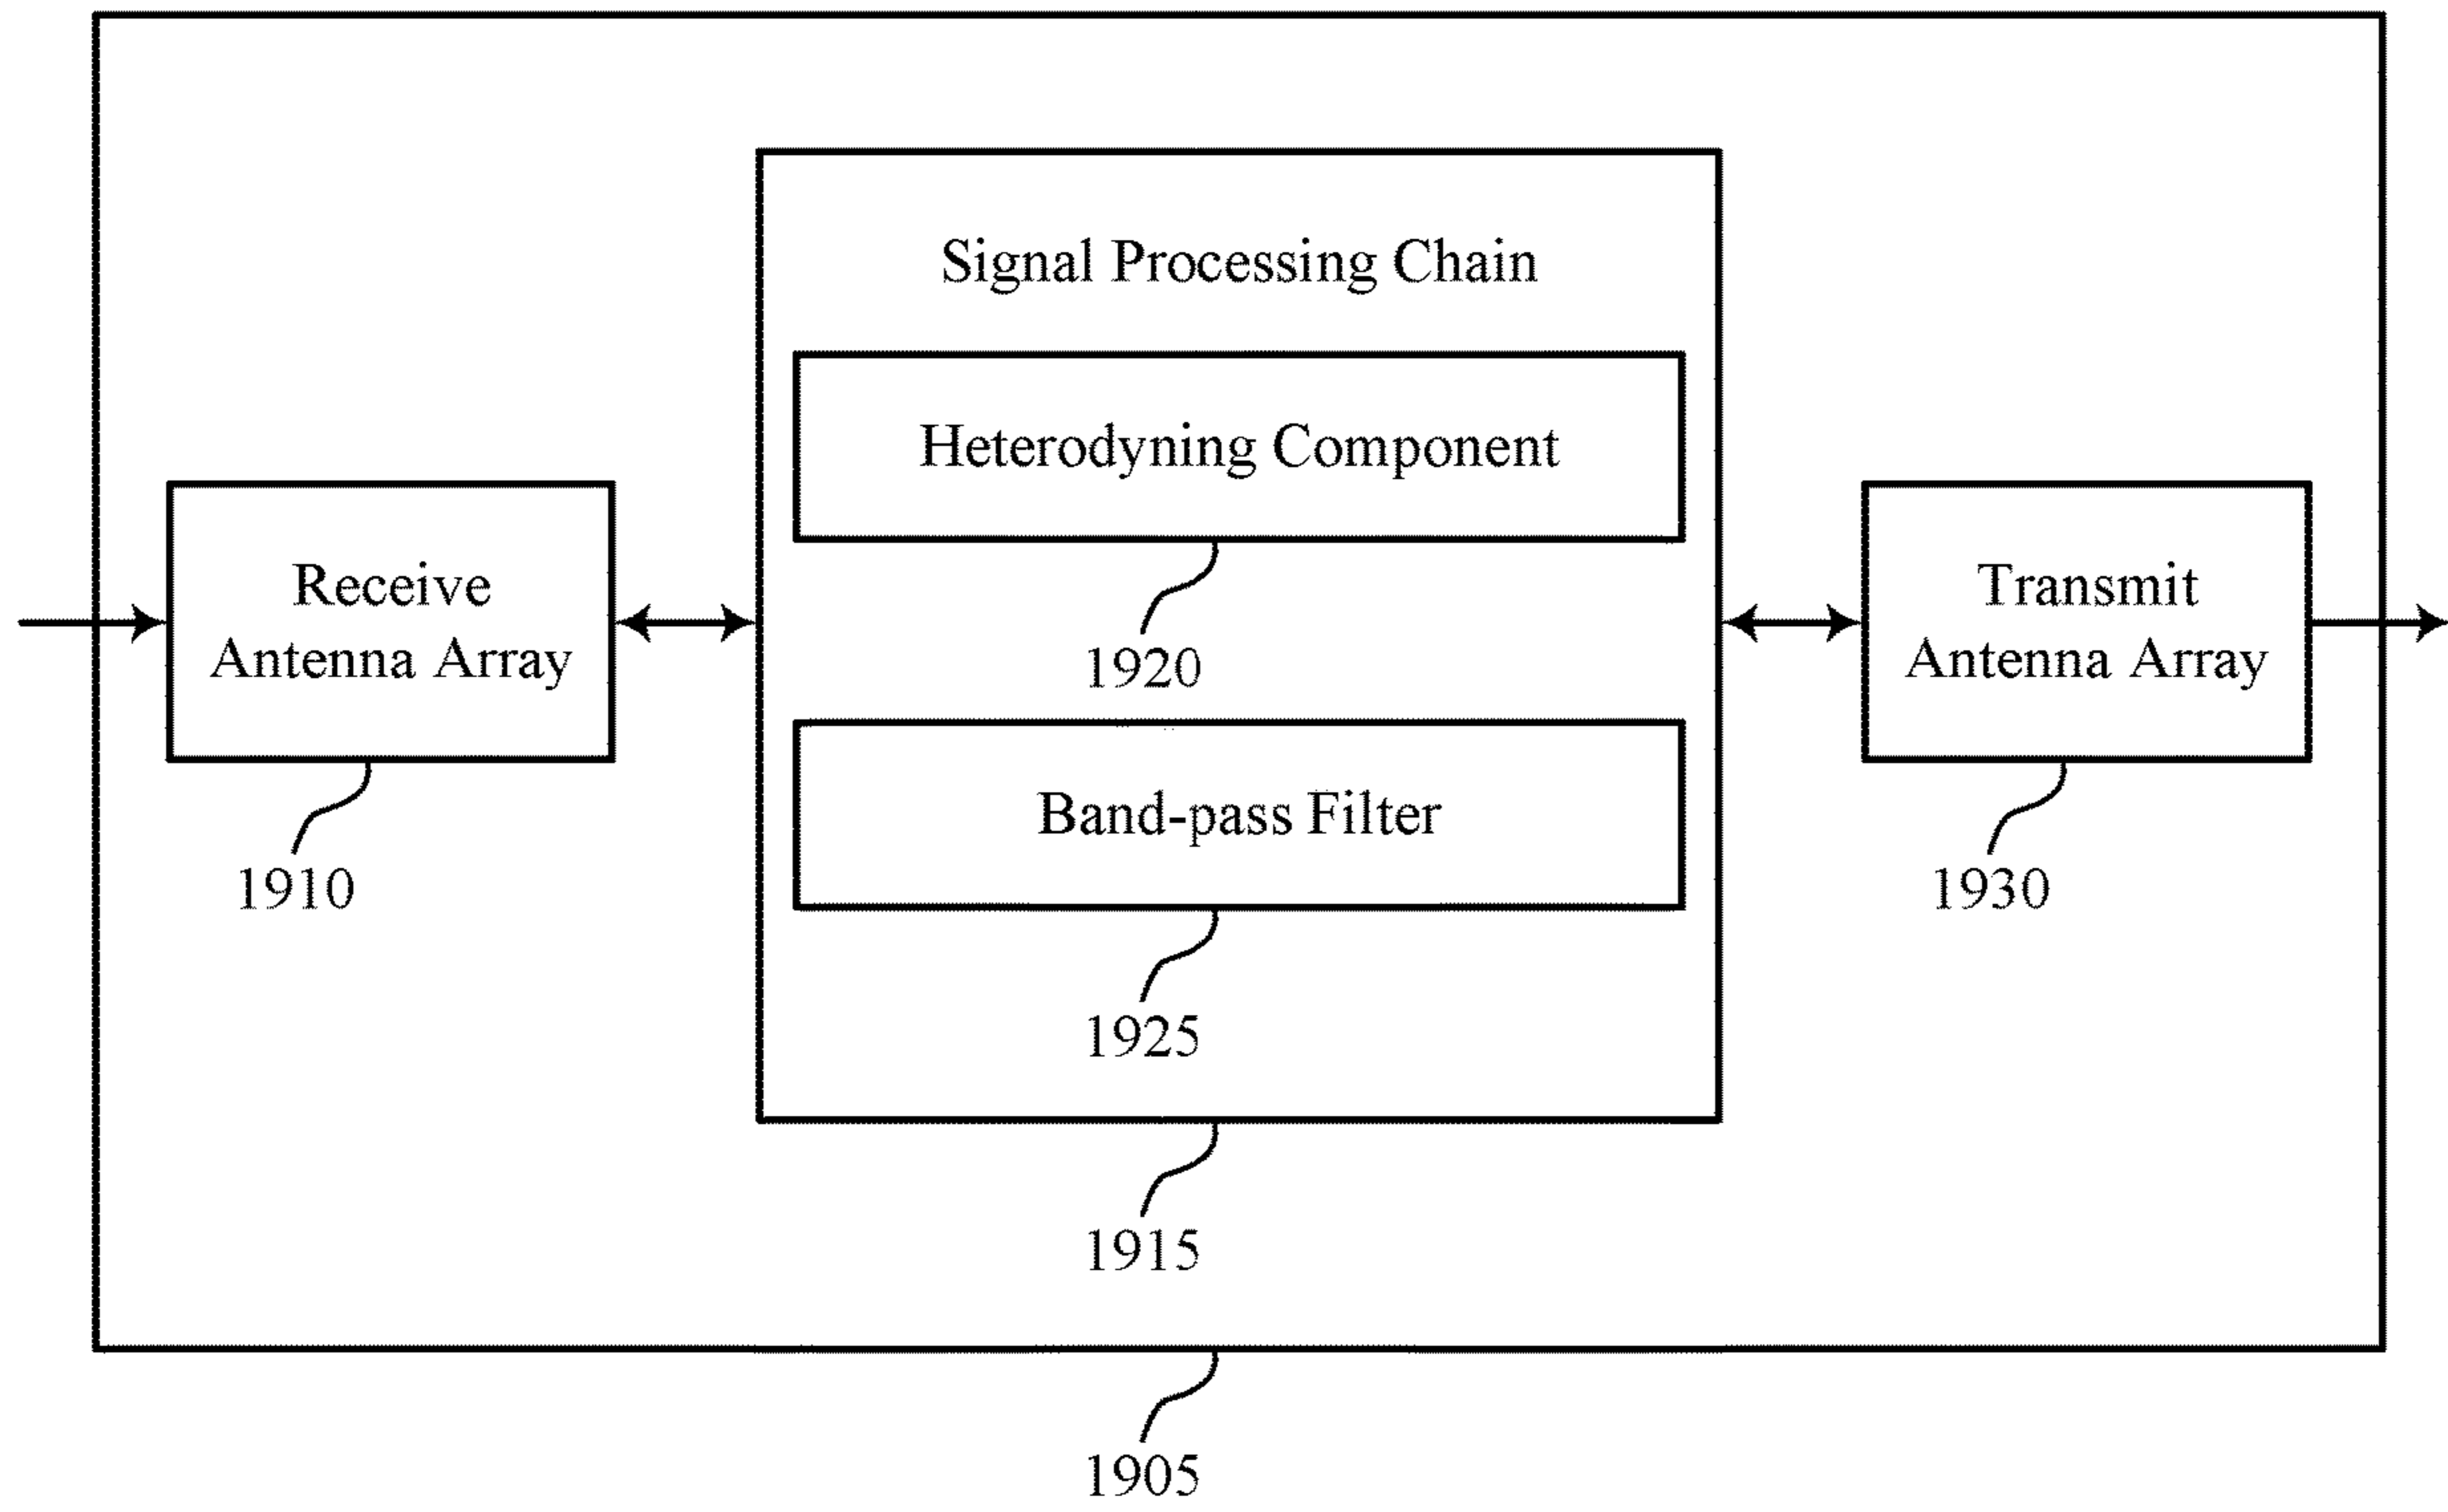 Signal Processing Chain
Heterodyning Component
1920
Receive
Antenna Array
1910
Band-pass Filter
1925
Transmit
Antenna Array
1930
1915
1905